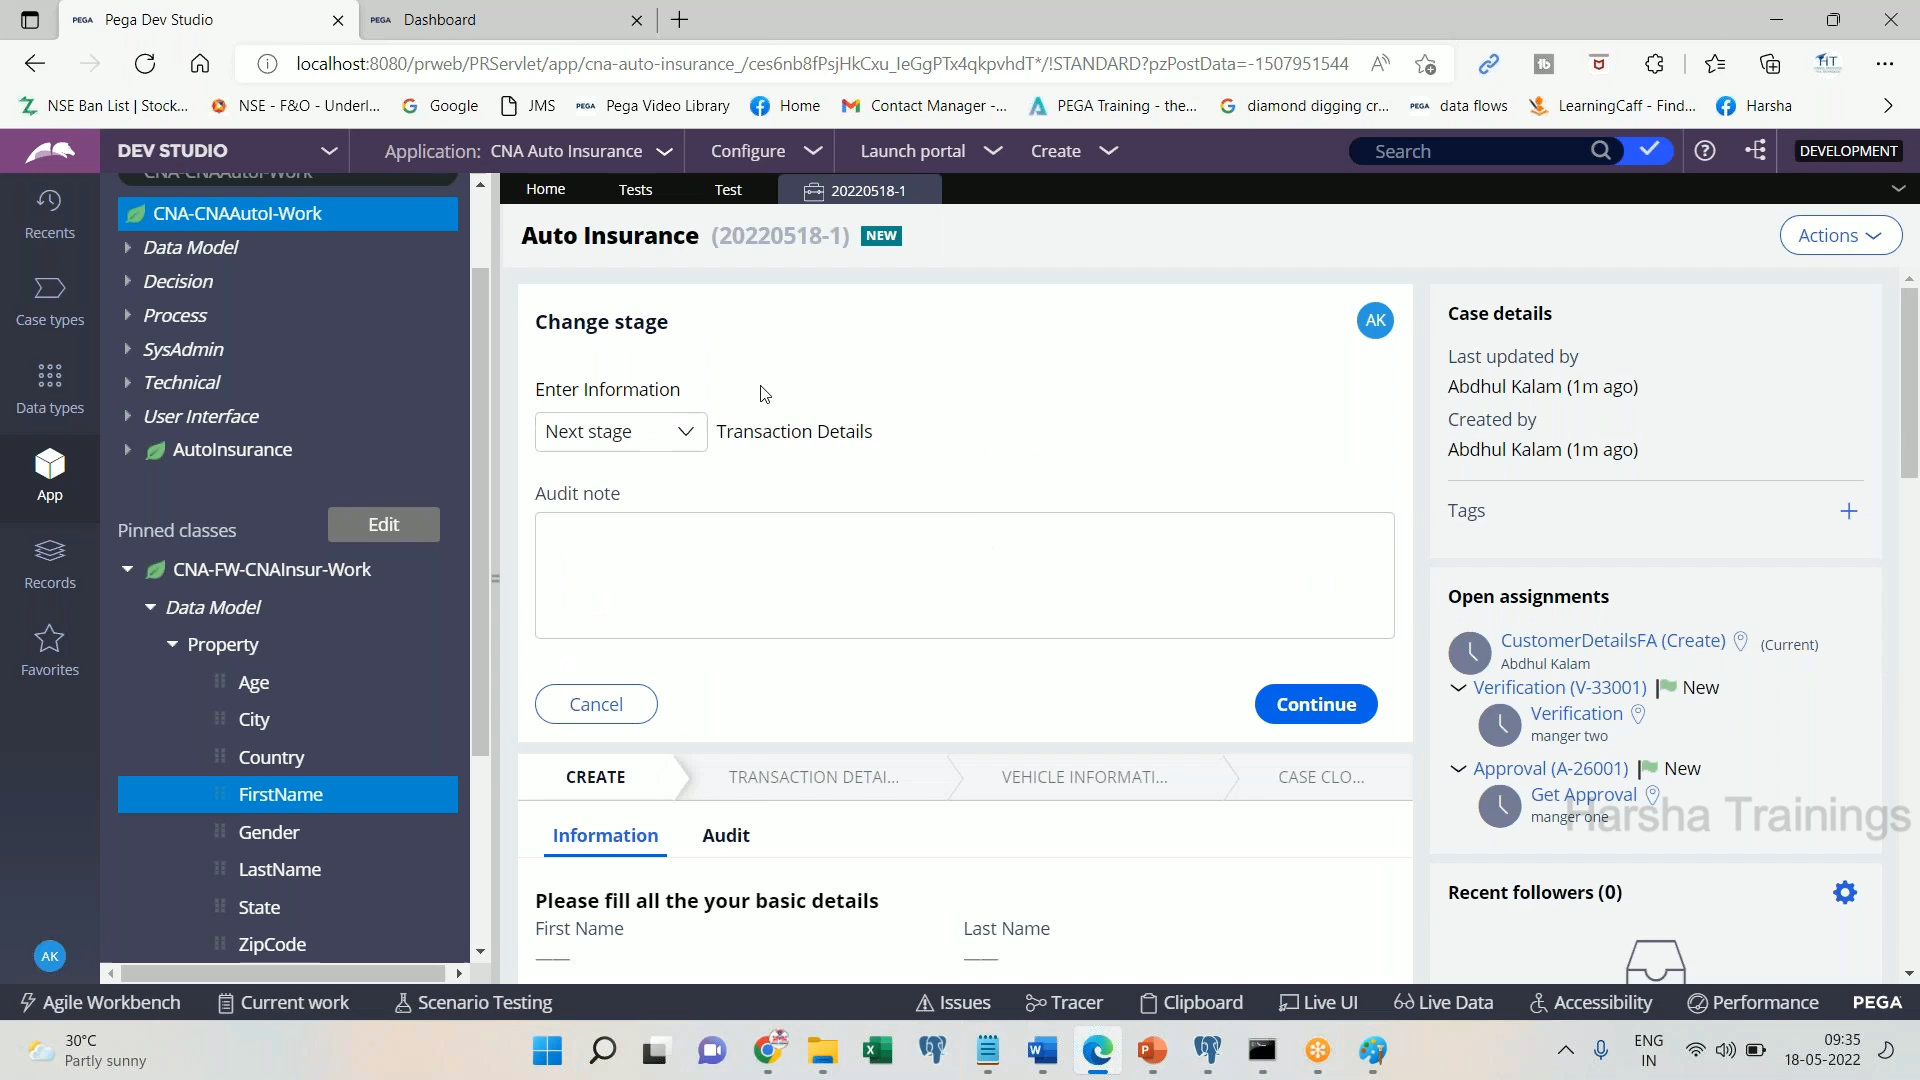 PEGA Pega Dev Studio
PEGA Dashboard
localhost:8080/prweb/PRServlet/app/cna-auto-insurance_/ces6nb8fPsjHkCxu_IeGgPTx4qkpvhdT*/!STANDARD?pzPostData=-1507951544
NSE Ban List | Stock... NSE - F&O - Underl... Google JMS PEGA Pega Video Library Home Contact Manager -... PEGA Training - the... diamond digging cr... PEGA data flows LearningCaff - Find... Harsha
DEV STUDIO Application: CNA Auto Insurance Configure Launch portal Create Search DEVELOPMENT
Home Tests Test 20220518-1
Recents
Case types
Data types
App
Records
Favorites
AK
CNA-CNAAutoI-Work
CNA-CNAAutoI-Work
Data Model
Decision
Process
SysAdmin
Technical
User Interface
AutoInsurance
Pinned classes Edit
CNA-FW-CNAInsur-Work
Data Model
Property
Age
City
Country
FirstName
Gender
LastName
State
ZipCode
Auto Insurance (20220518-1) NEW
Actions
Change stage
AK
Enter Information
Next stage Transaction Details
Audit note
Cancel Continue
CREATE TRANSACTION DETAI... VEHICLE INFORMATI... CASE CLO...
Information Audit
Please fill all the your basic details
First Name Last Name
Case details
Last updated by
Abdhul Kalam (1m ago)
Created by
Abdhul Kalam (1m ago)
Tags
Open assignments
CustomerDetailsFA (Create) (Current)
Abdhul Kalam
Verification (V-33001) New
Verification
manger two
Approval (A-26001) New
Get Approval
manger one
Harsha Trainings
Recent followers (0)
Agile Workbench Current work Scenario Testing Issues Tracer Clipboard Live UI Live Data Accessibility Performance PEGA
30°C
Partly sunny
ENG
IN
09:35
18-05-2022